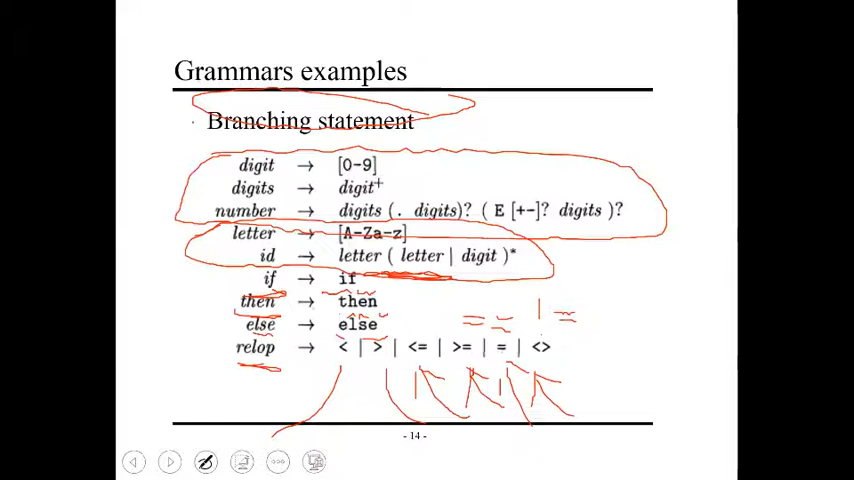 Grammars examples
Branching statement
digit → [0-9]
digits → digit+
number → digits (. digits)? ( E [+-]? digits )?
letter → [A-Za-z]
id → letter ( letter | digit )*
if → if
then → then
else → else
relop → < | > | <= | >= | = | <>
= = ! =
- 14 -